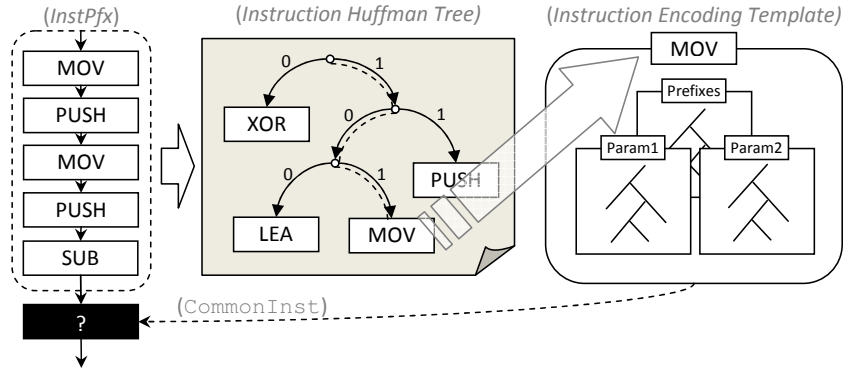 (InstPfx)
MOV
PUSH
MOV
PUSH
SUB
?
(Instruction Huffman Tree)
0
1
XOR
0
1
PUSH
0
1
LEA
MOV
(Instruction Encoding Template)
MOV
Prefixes
Param1
Param2
(CommonInst)